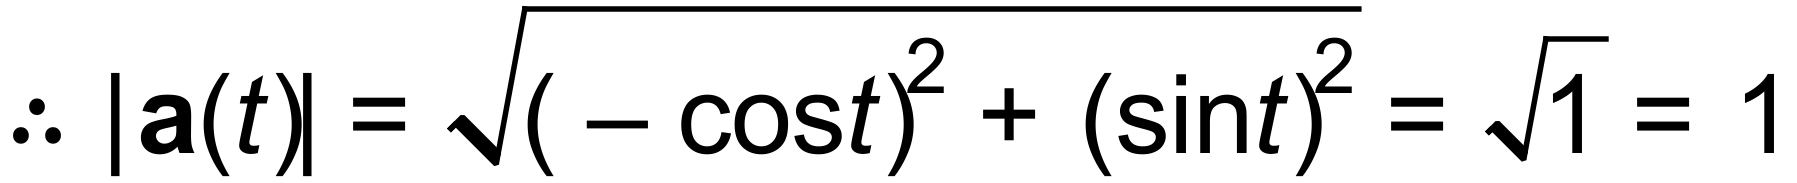 ∴ |a(t)| = √((− cost)² + (sint)²) = √1 = 1